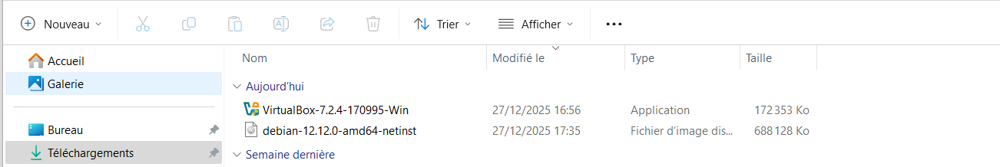 Nouveau Trier Afficher
Accueil
Galerie
Bureau
Téléchargements
Nom Modifié le Type Taille
Aujourd'hui
VirtualBox-7.2.4-170995-Win 27/12/2025 16:56 Application 172 353 Ko
debian-12.12.0-amd64-netinst 27/12/2025 17:35 Fichier d'image dis... 688 128 Ko
Semaine dernière